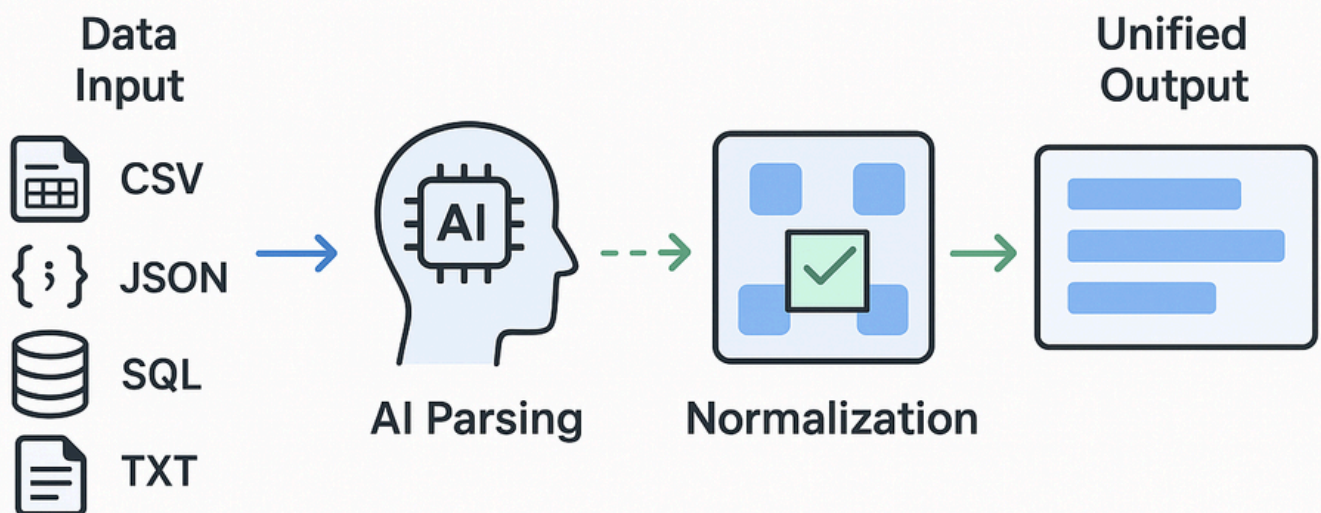 Data
Input
CSV
JSON
SQL
TXT
AI
AI Parsing
Normalization
Unified
Output